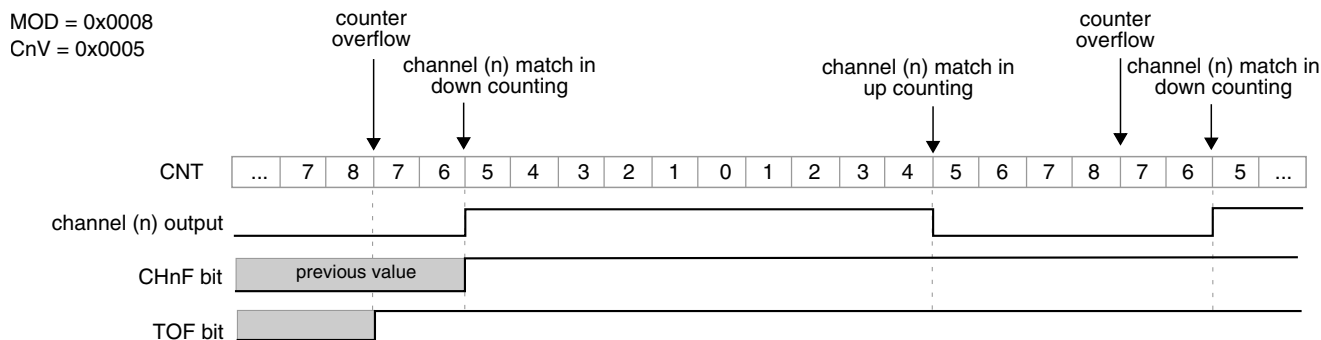 MOD = 0x0008
CnV = 0x0005
counter
overflow
channel (n) match in
down counting
channel (n) match in
up counting
counter
overflow
channel (n) match in
down counting
CNT ... 7 8 7 6 5 4 3 2 1 0 1 2 3 4 5 6 7 8 7 6 5 ...
channel (n) output
CHnF bit previous value
TOF bit